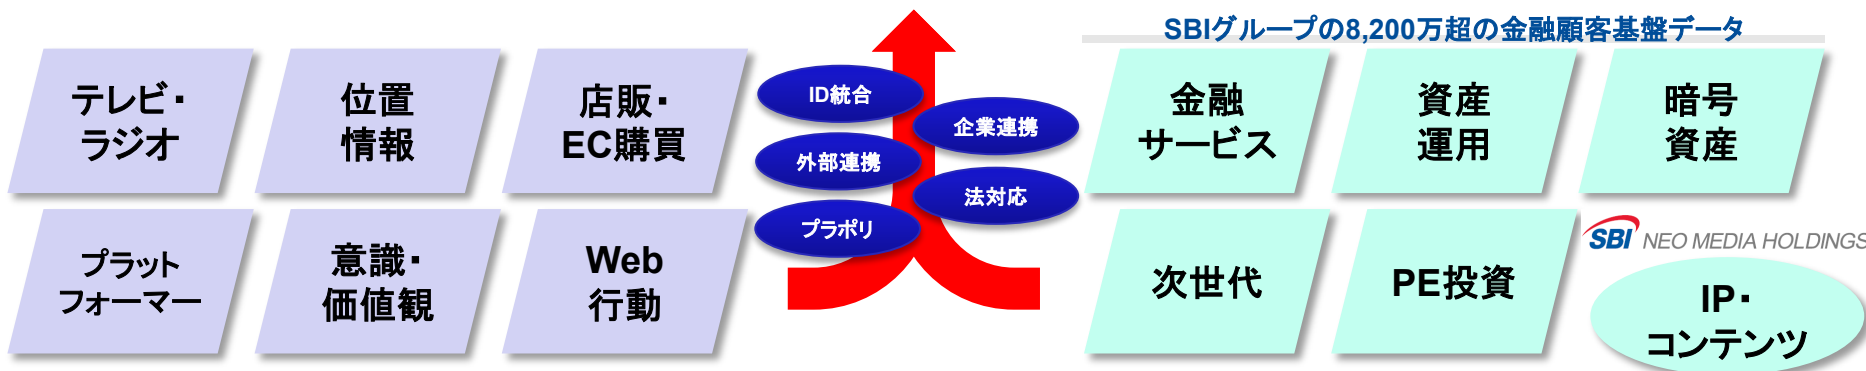 SBIグループの8,200万超の金融顧客基盤データ
テレビ・
ラジオ
位置
情報
店販・
EC購買
プラット
フォーマー
意識・
価値観
Web
行動
ID統合
企業連携
外部連携
法対応
プラポリ
金融
サービス
資産
運用
暗号
資産
次世代
PE投資
SBI NEO MEDIA HOLDINGS
IP・
コンテンツ